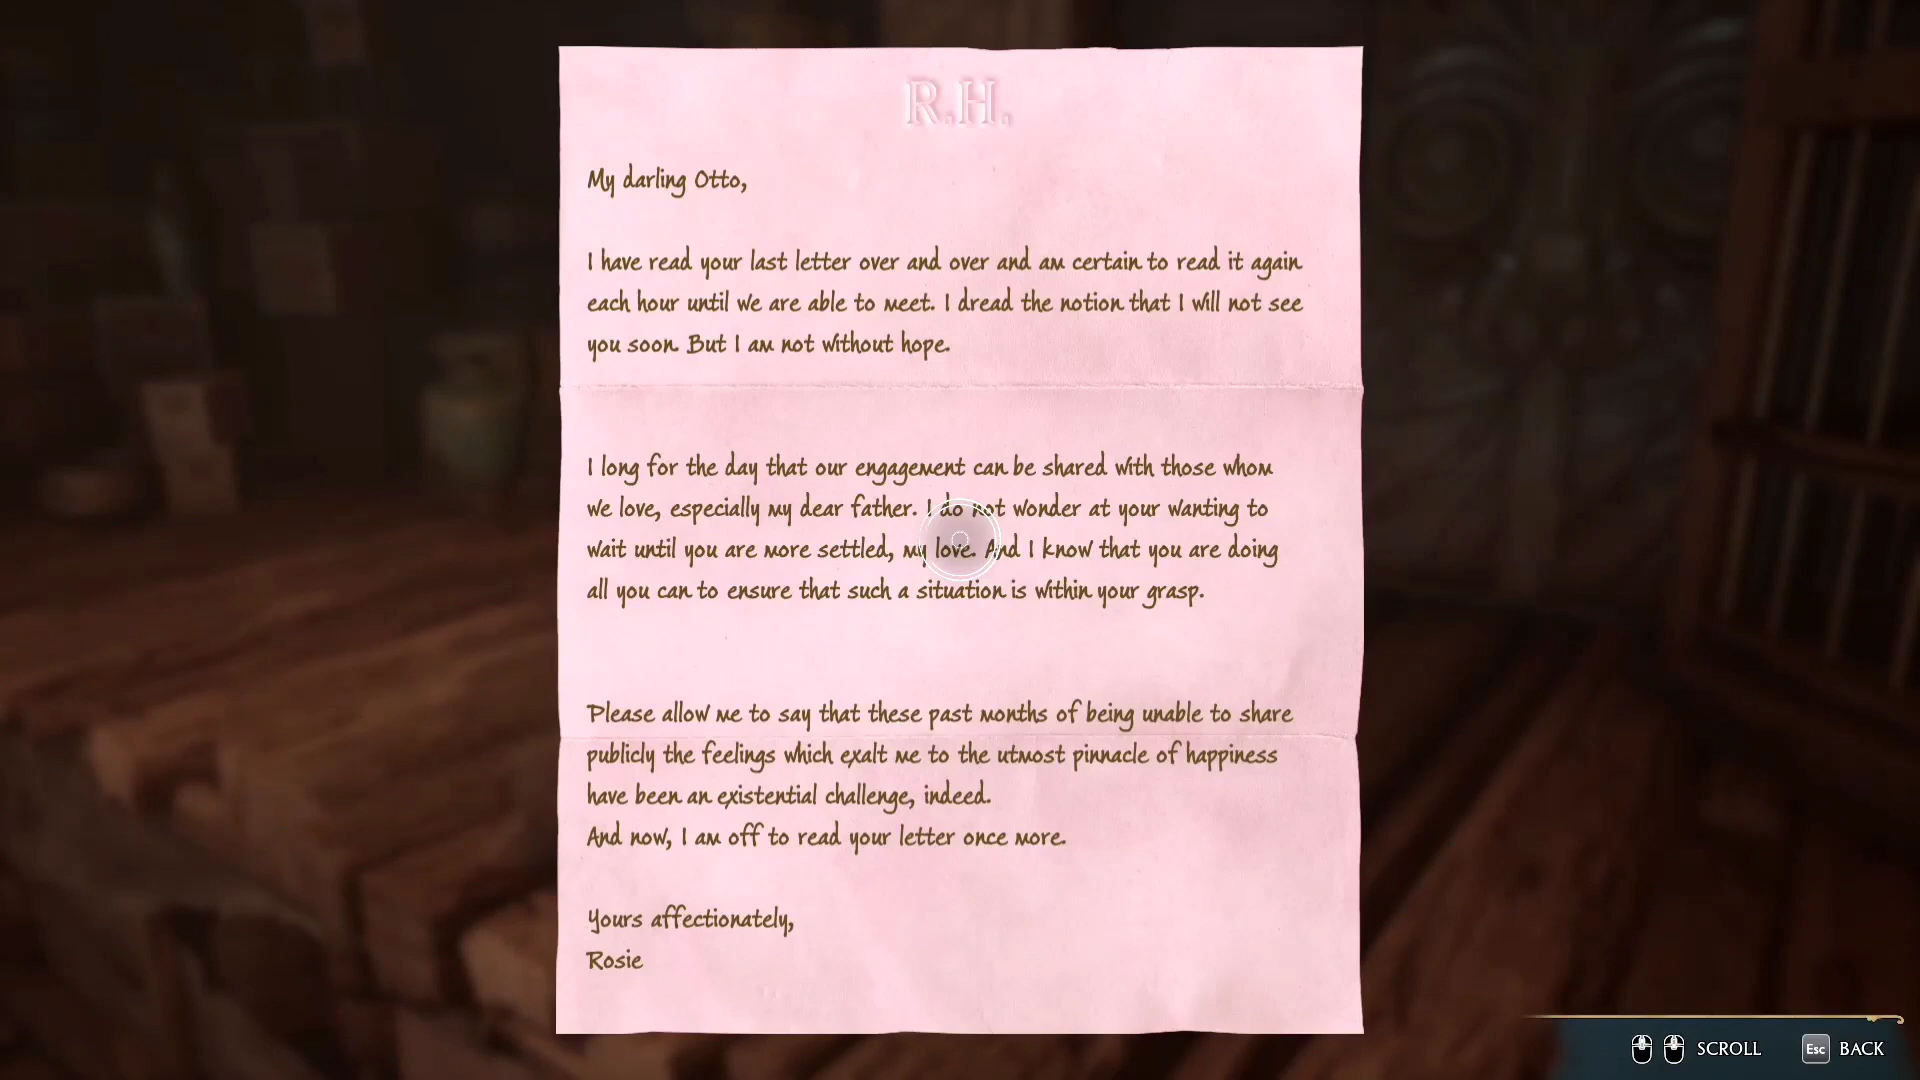 R.H.
My darling Otto,
I have read your last letter over and over and am certain to read it again
each hour until we are able to meet. I dread the notion that I will not see
you soon. But I am not without hope.
I long for the day that our engagement can be shared with those whom
we love, especially my dear father. I do not wonder at your wanting to
wait until you are more settled, my love. And I know that you are doing
all you can to ensure that such a situation is within your grasp.
Please allow me to say that these past months of being unable to share
publicly the feelings which exalt me to the utmost pinnacle of happiness
have been an existential challenge, indeed.
And now, I am off to read your letter once more.
Yours affectionately,
Rosie
SCROLL Esc BACK